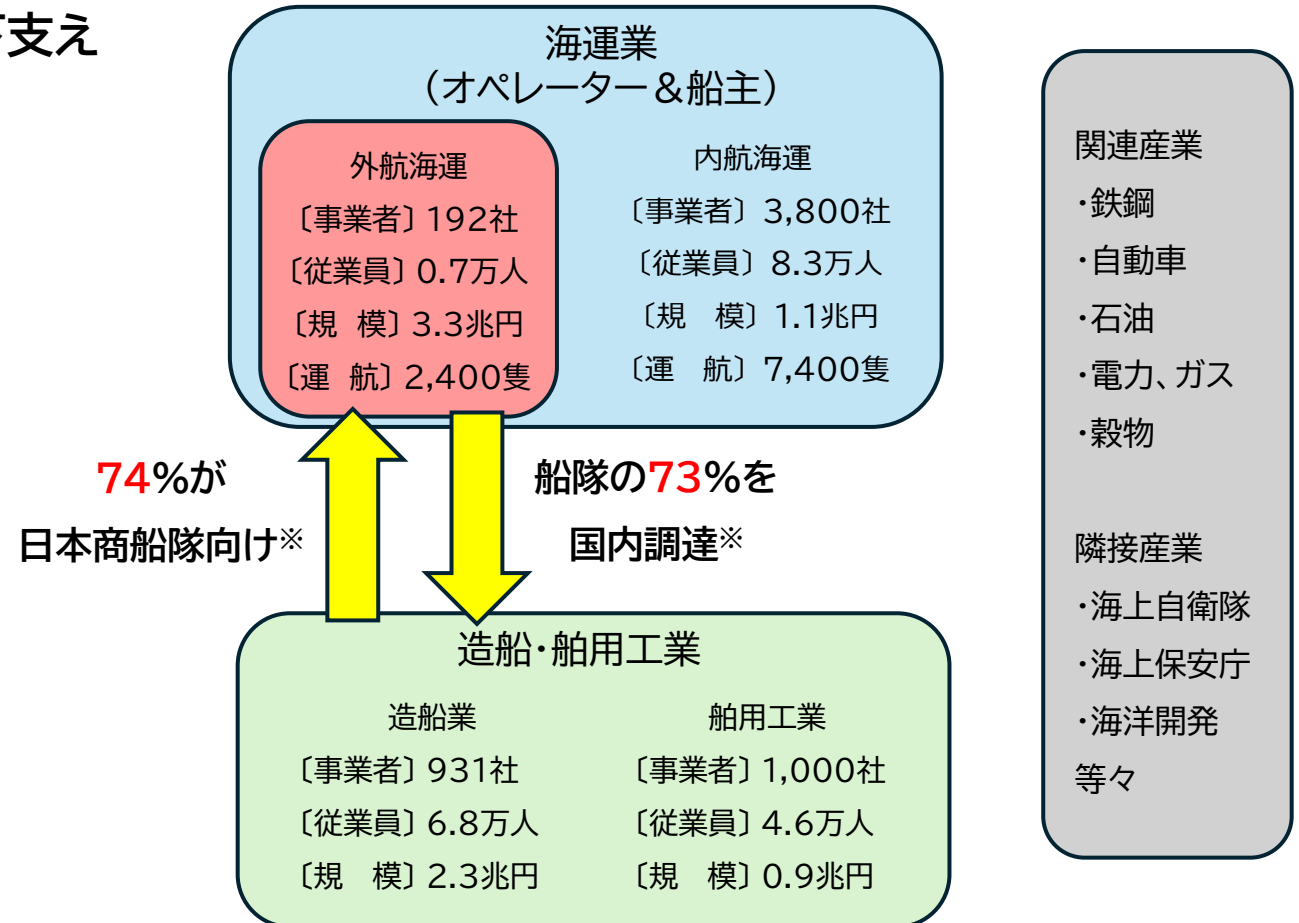 支え
海運業
（オペレーター＆船主）
外航海運
〔事業者〕192社
〔従業員〕0.7万人
〔規 模〕3.3兆円
〔運 航〕2,400隻
内航海運
〔事業者〕3,800社
〔従業員〕8.3万人
〔規 模〕1.1兆円
〔運 航〕7,400隻
74%が
日本商船隊向け※
船隊の73%を
国内調達※
造船・舶用工業
造船業
〔事業者〕931社
〔従業員〕6.8万人
〔規 模〕2.3兆円
舶用工業
〔事業者〕1,000社
〔従業員〕4.6万人
〔規 模〕0.9兆円
関連産業
・鉄鋼
・自動車
・石油
・電力、ガス
・穀物
隣接産業
・海上自衛隊
・海上保安庁
・海洋開発
等々